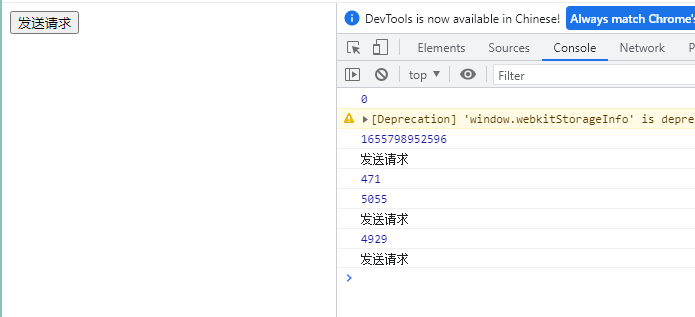 发送请求
DevTools is now available in Chinese! Always match Chrome's
Elements Sources Console Network P
top Filter
0
[Deprecation] 'window.webkitStorageInfo' is depre
1655798952596
发送请求
471
5055
发送请求
4929
发送请求